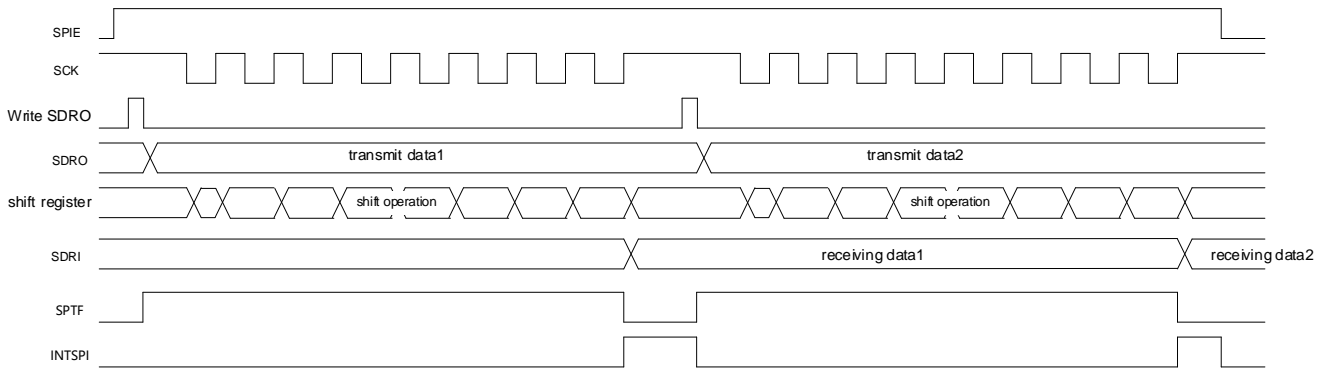 SPIE
SCK
Write SDRO
SDRO transmit data1 transmit data2
shift register shift operation shift operation
SDRI receiving data1 receiving data2
SPTF
INTSPI